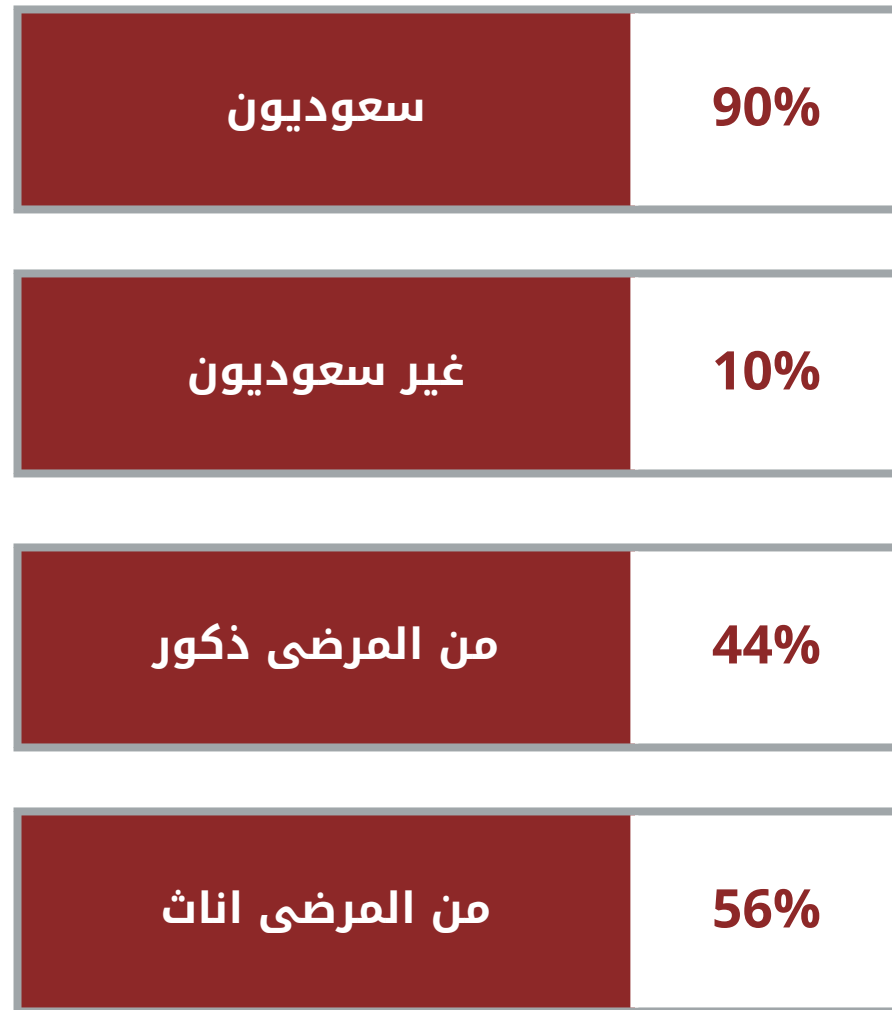 90% سعوديون
10% غير سعوديون
44% من المرضى ذكور
56% من المرضى اناث